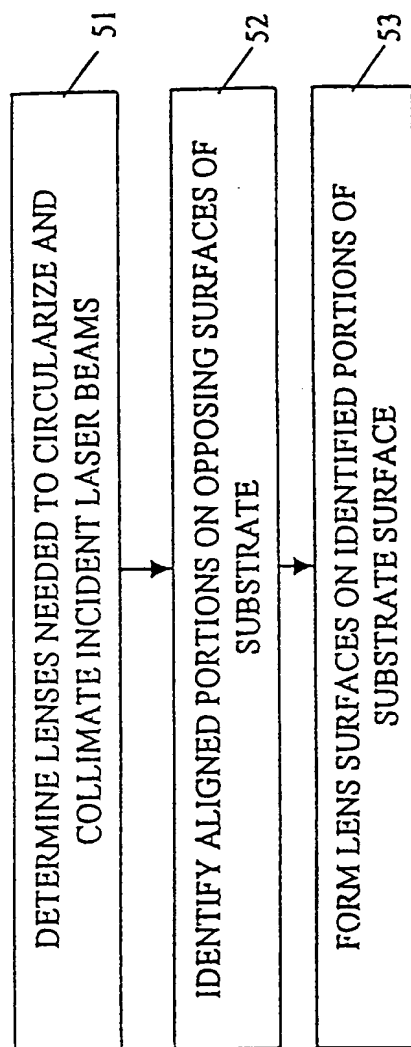 DETERMINE LENSES NEEDED TO CIRCULARIZE AND
COLLIMATE INCIDENT LASER BEAMS
51
IDENTIFY ALIGNED PORTIONS ON OPPOSING SURFACES OF
SUBSTRATE
52
FORM LENS SURFACES ON IDENTIFIED PORTIONS OF
SUBSTRATE SURFACE
53